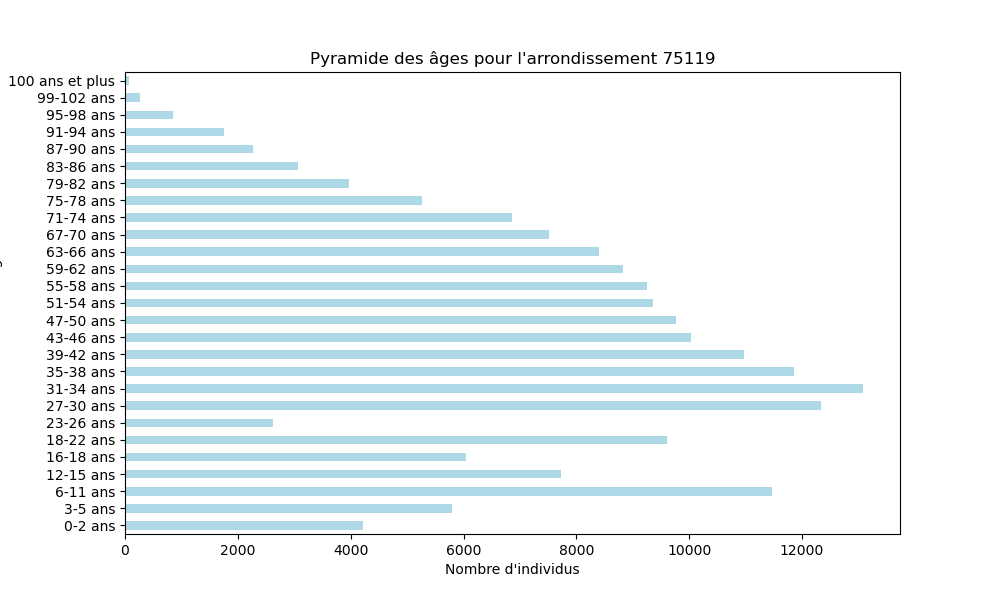 Pyramide des âges pour l'arrondissement 75119
100 ans et plus
99-102 ans
95-98 ans
91-94 ans
87-90 ans
83-86 ans
79-82 ans
75-78 ans
71-74 ans
67-70 ans
63-66 ans
59-62 ans
55-58 ans
51-54 ans
47-50 ans
43-46 ans
39-42 ans
35-38 ans
31-34 ans
27-30 ans
23-26 ans
18-22 ans
16-18 ans
12-15 ans
6-11 ans
3-5 ans
0-2 ans
0 2000 4000 6000 8000 10000 12000
Nombre d'individus